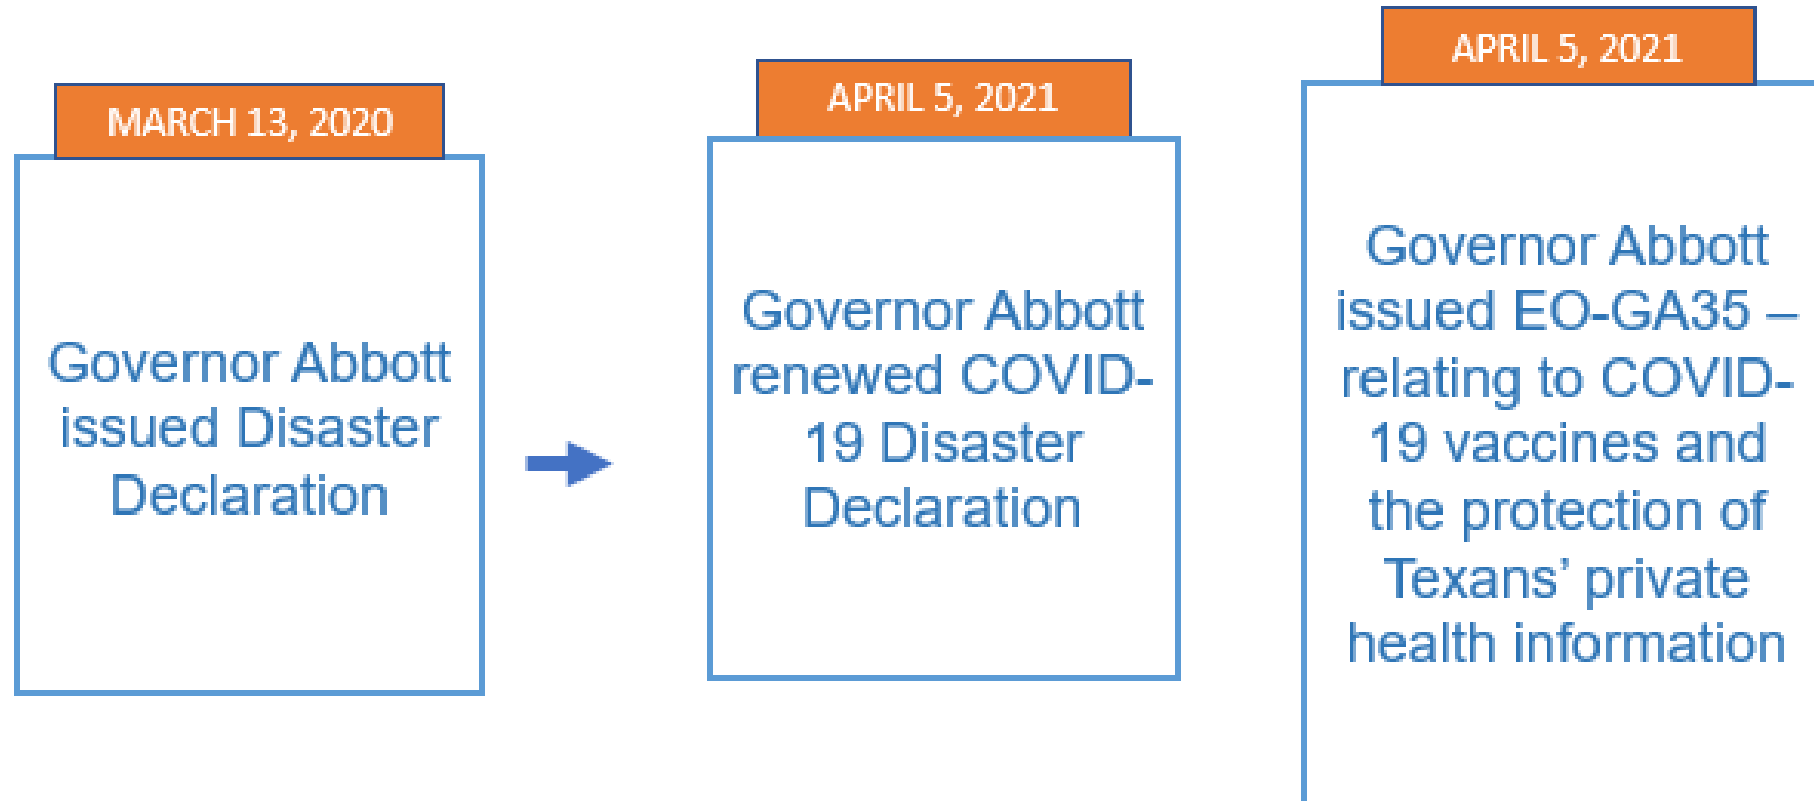 MARCH 13, 2020
Governor Abbott
issued Disaster
Declaration
APRIL 5, 2021
Governor Abbott
renewed COVID-
19 Disaster
Declaration
APRIL 5, 2021
Governor Abbott
issued EO-GA35 –
relating to COVID-
19 vaccines and
the protection of
Texans’ private
health information